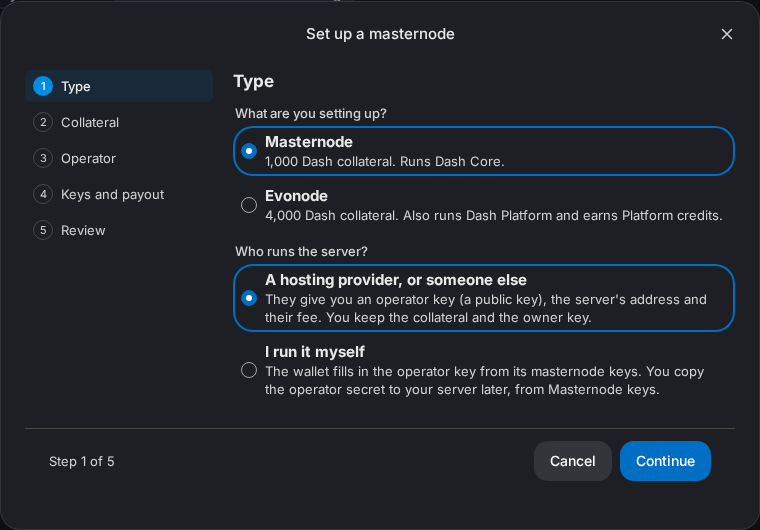 Set up a masternode
1 Type
2 Collateral
3 Operator
4 Keys and payout
5 Review
Type
What are you setting up?
Masternode
1,000 Dash collateral. Runs Dash Core.
Evonode
4,000 Dash collateral. Also runs Dash Platform and earns Platform credits.
Who runs the server?
A hosting provider, or someone else
They give you an operator key (a public key), the server's address and
their fee. You keep the collateral and the owner key.
I run it myself
The wallet fills in the operator key from its masternode keys. You copy
the operator secret to your server later, from Masternode keys.
Step 1 of 5
Cancel
Continue